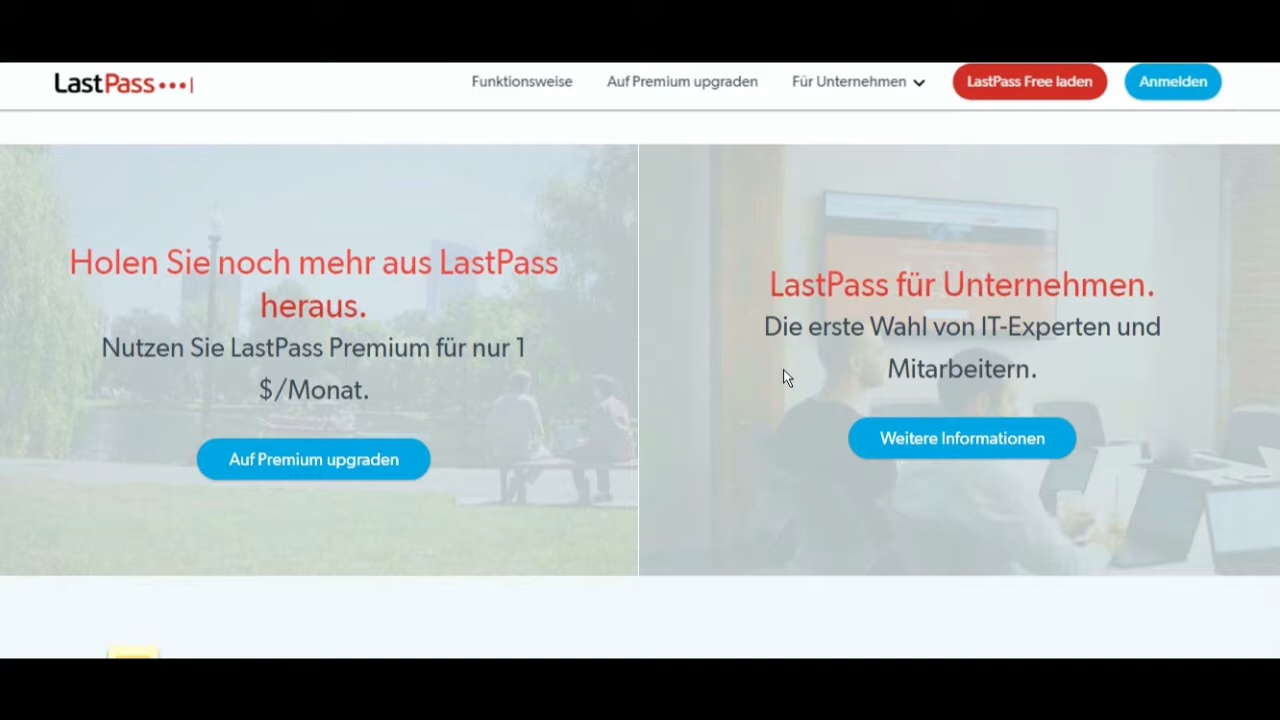 LastPass
Funktionsweise
Auf Premium upgraden
Für Unternehmen
LastPass Free laden
Anmelden
Holen Sie noch mehr aus LastPass
heraus.
Nutzen Sie LastPass Premium für nur 1
$/Monat.
Auf Premium upgraden
LastPass für Unternehmen.
Die erste Wahl von IT-Experten und
Mitarbeitern.
Weitere Informationen